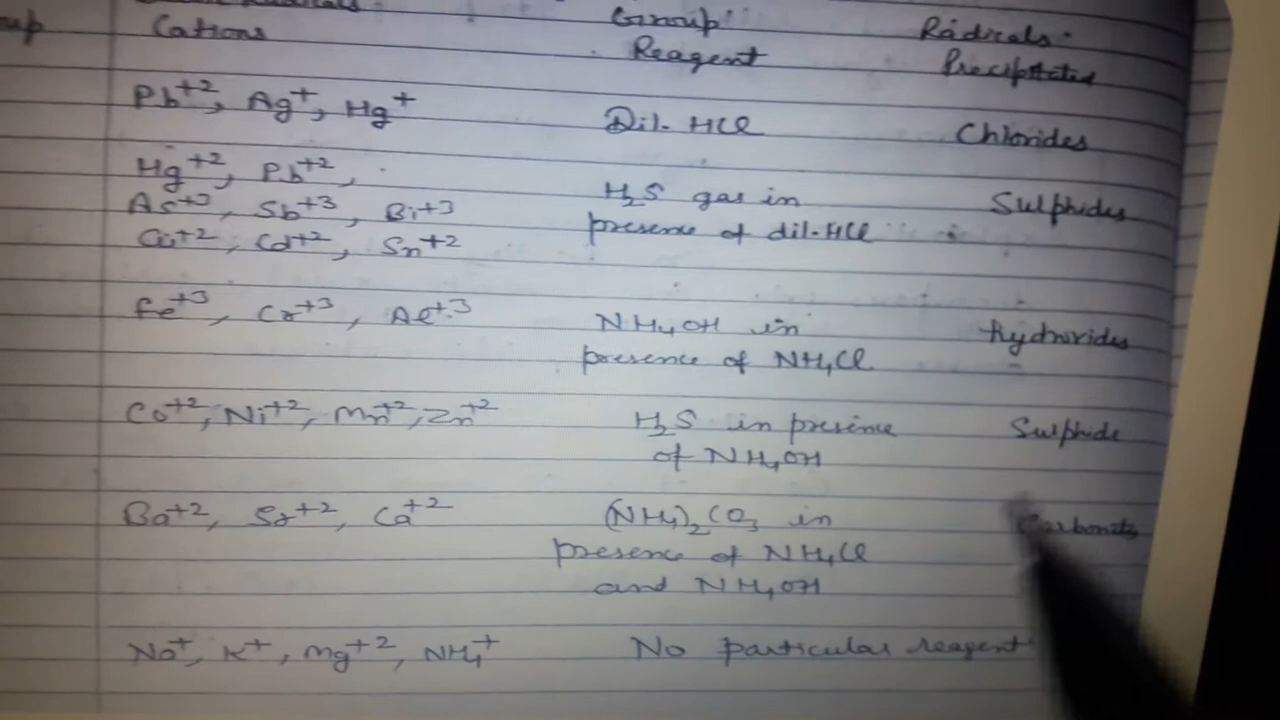 Radicals.
up Cations Group Radicals.
Reagent Precipitated
Pb+2, Ag+, Hg+ Dil. HCl Chlorides
Hg+2, Pb+2,
As+3, Sb+3, Bi+3 H2S gas in Sulphides
Cu+2, Cd+2, Sn+2 presence of dil.HCl
Fe+3, Cr+3, Al+3 NH4OH in Hydroxides
presence of NH4Cl
Co+2, Ni+2, Mn+2, Zn+2 H2S in presence Sulphide
of NH4OH
Ba+2, Sr+2, Ca+2 (NH4)2CO3 in Carbonate
presence of NH4Cl
and NH4OH
Na+, K+, Mg+2, NH4+ No particular reagent